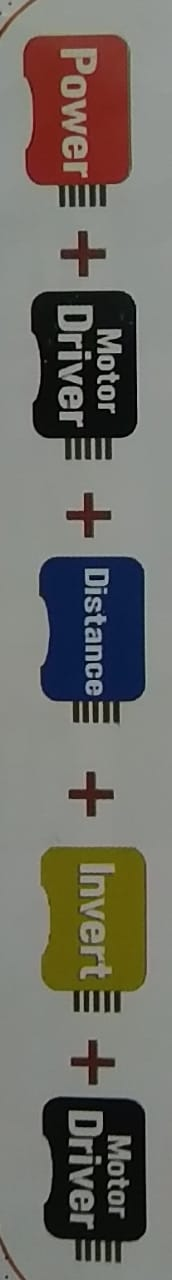 Power
+
Motor
Driver
+
Distance
+
Invert
+
Motor
Driver